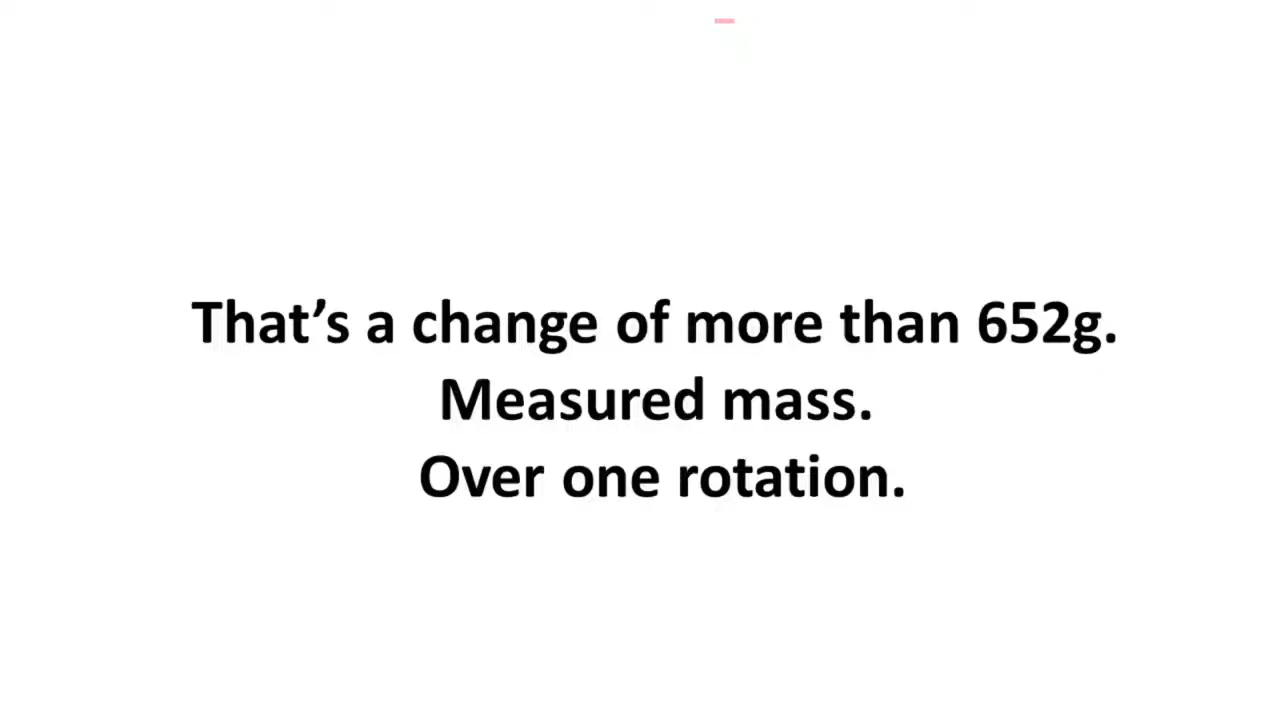 That’s a change of more than 652g.
Measured mass.
Over one rotation.